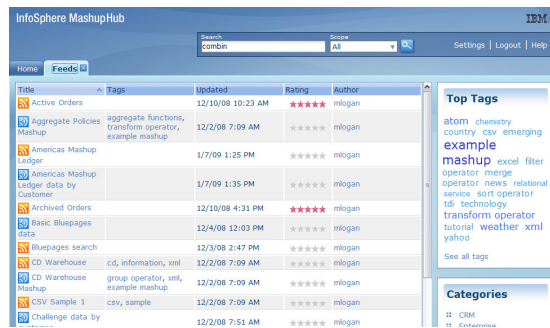 InfoSphere MashupHub
IBM
Search
Scope
combin
All
Settings | Logout | Help
Home
Feeds
Title
Tags
Updated
Rating
Author
Active Orders
12/10/08 10:23 AM
mlogan
Aggregate Policies
Mashup
aggregate functions,
transform operator,
example mashup
12/2/08 7:09 AM
mlogan
Americas Mashup
Ledger
1/7/09 1:25 PM
mlogan
Americas Mashup
Ledger data by
Customer
1/7/09 1:35 PM
mlogan
Archived Orders
12/10/08 4:31 PM
mlogan
Basic Bluepages
data
12/4/08 12:03 PM
mlogan
Bluepages search
12/3/08 2:47 PM
mlogan
CD Warehouse
cd, information, xml
12/2/08 7:09 AM
mlogan
CD Warehouse
Mashup
group operator, xml,
example mashup
12/2/08 7:09 AM
mlogan
CSV Sample 1
csv, sample
12/2/08 7:09 AM
mlogan
Challenge data by
customer
12/2/08 7:51 AM
mlogan
Top Tags
atom chemistry
country csv emerging
example
mashup excel filter
operator merge
operator news relational
service sort operator
tdi technology
transform operator
tutorial weather xml
yahoo
See all tags
Categories
CRM
Enterprise